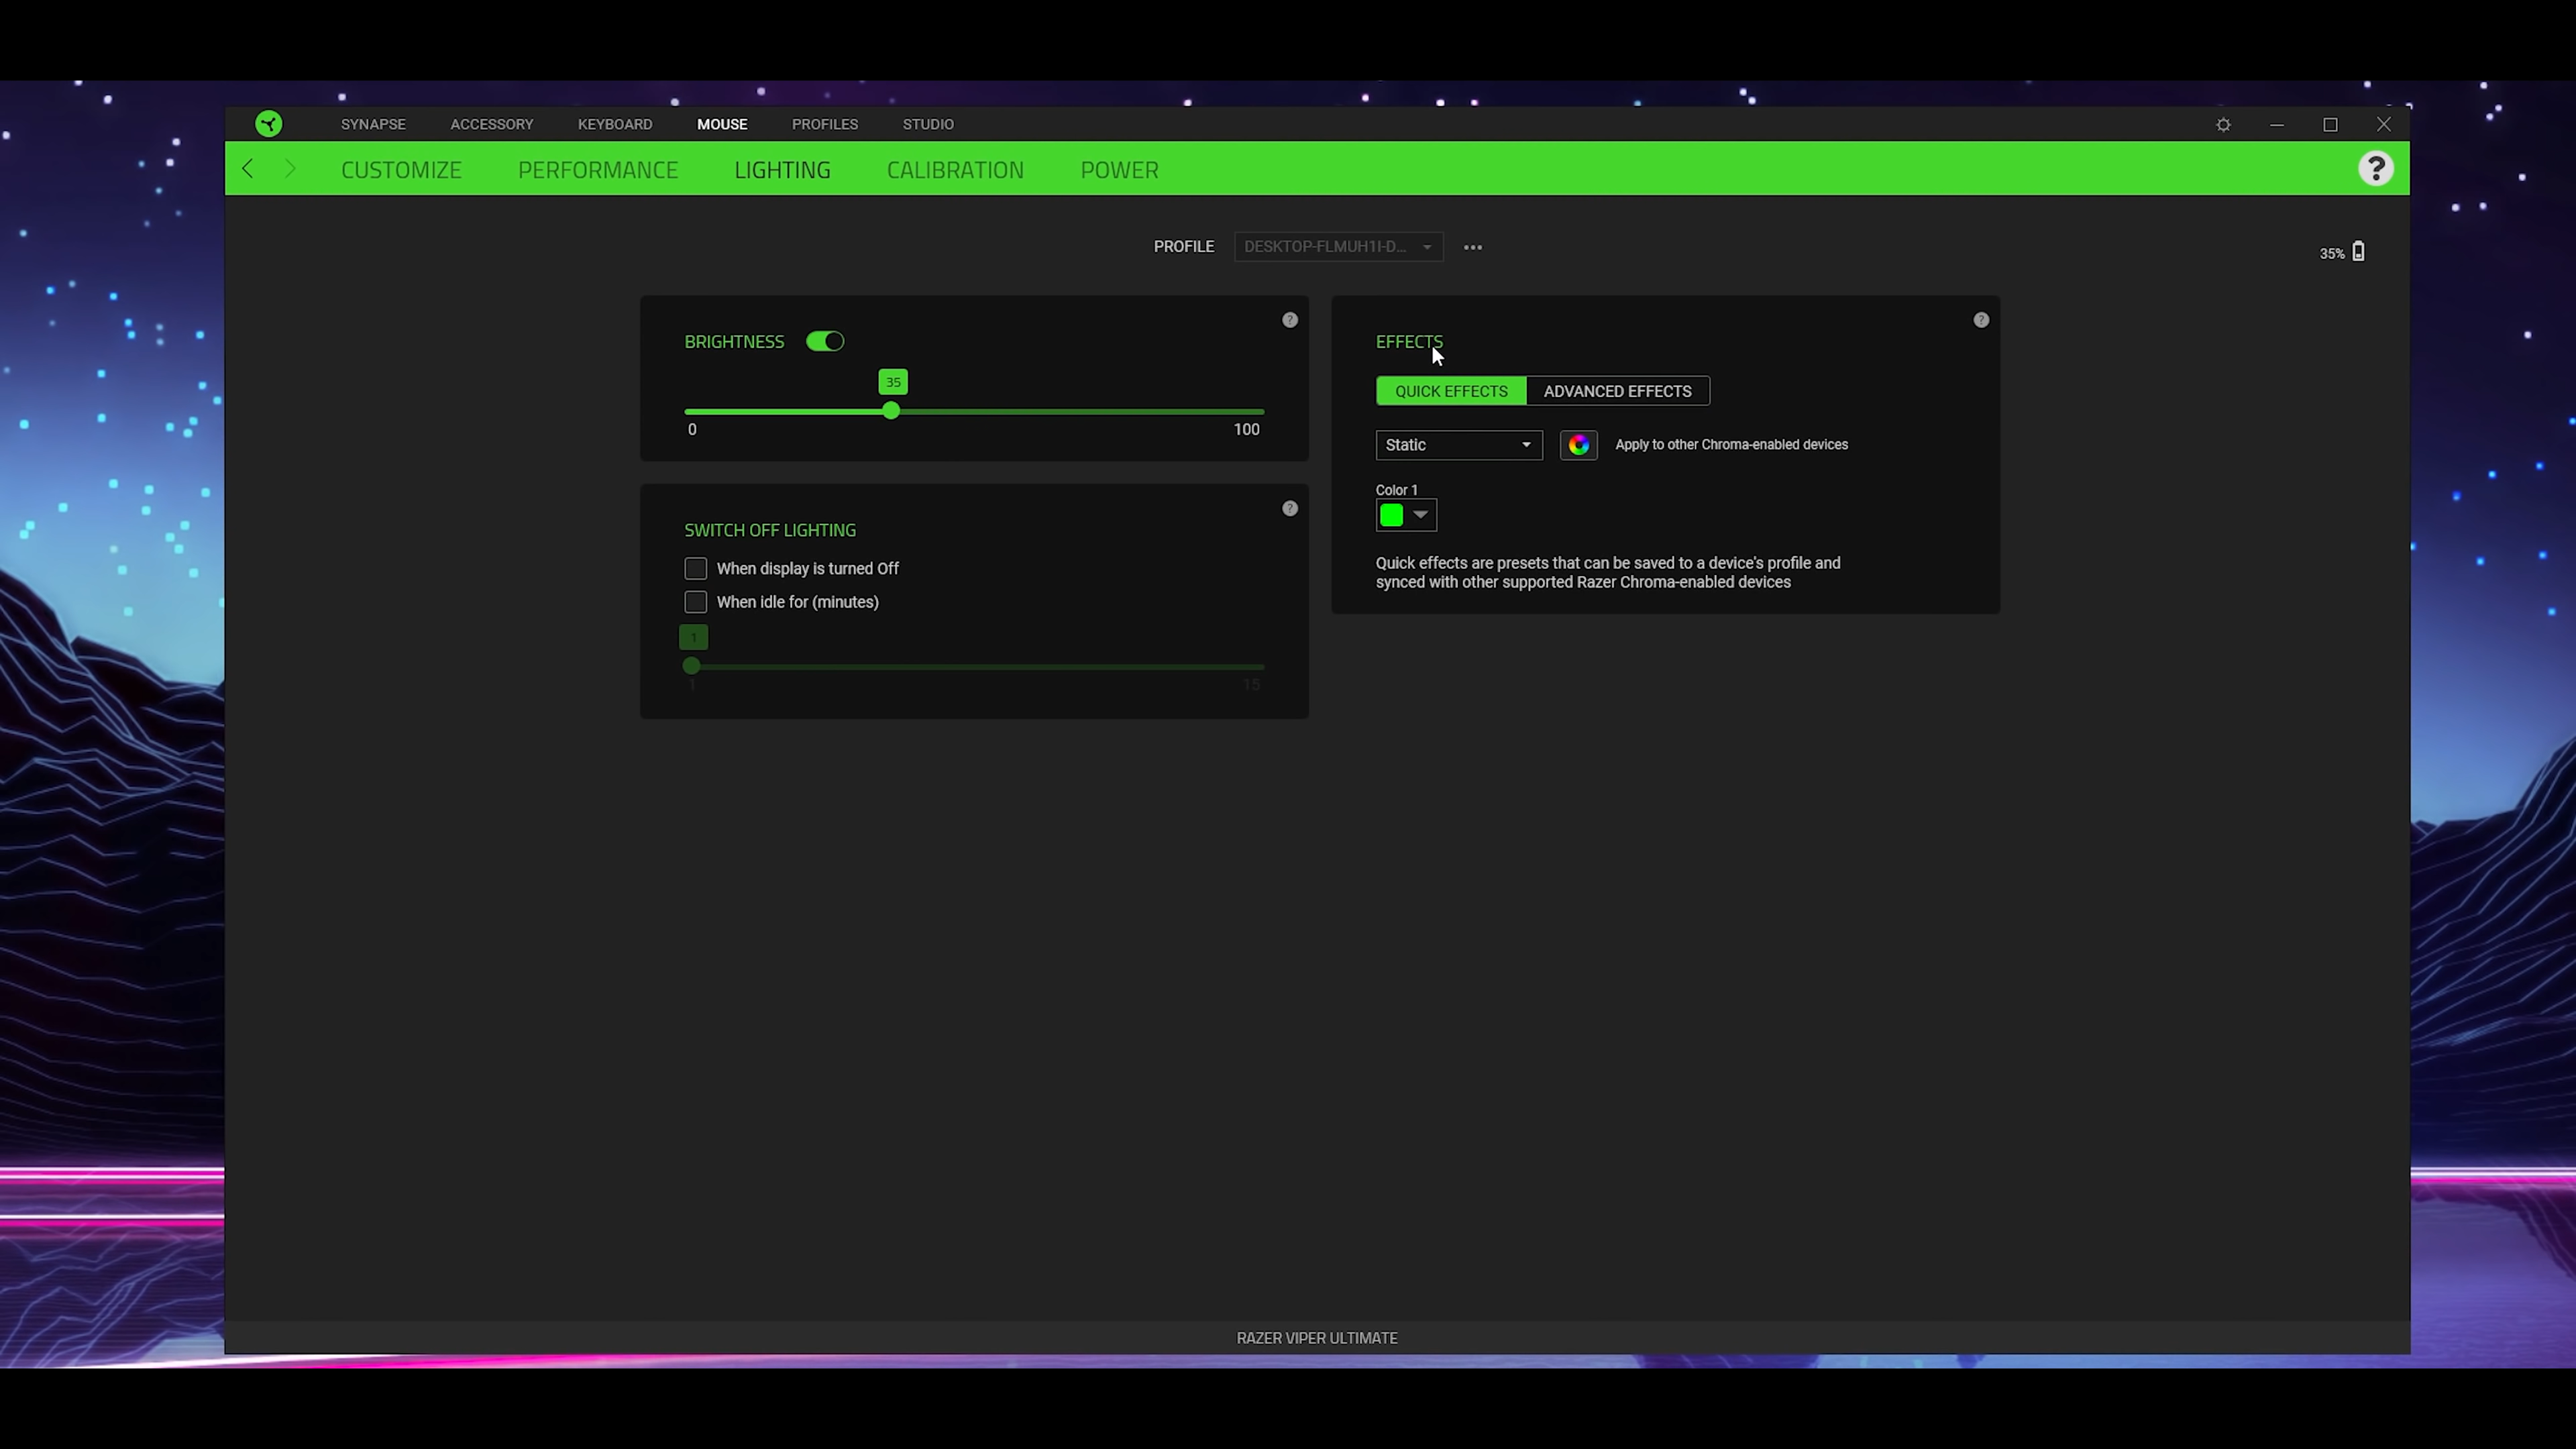 SYNAPSE ACCESSORY KEYBOARD MOUSE PROFILES STUDIO
CUSTOMIZE PERFORMANCE LIGHTING CALIBRATION POWER
?
PROFILE DESKTOP-FLMUH1I-D...
35%
BRIGHTNESS
?
35
0 100
SWITCH OFF LIGHTING
?
When display is turned Off
When idle for (minutes)
1
1 15
EFFECTS
?
QUICK EFFECTS ADVANCED EFFECTS
Static Apply to other Chroma-enabled devices
Color 1
Quick effects are presets that can be saved to a device's profile and
synced with other supported Razer Chroma-enabled devices
RAZER VIPER ULTIMATE